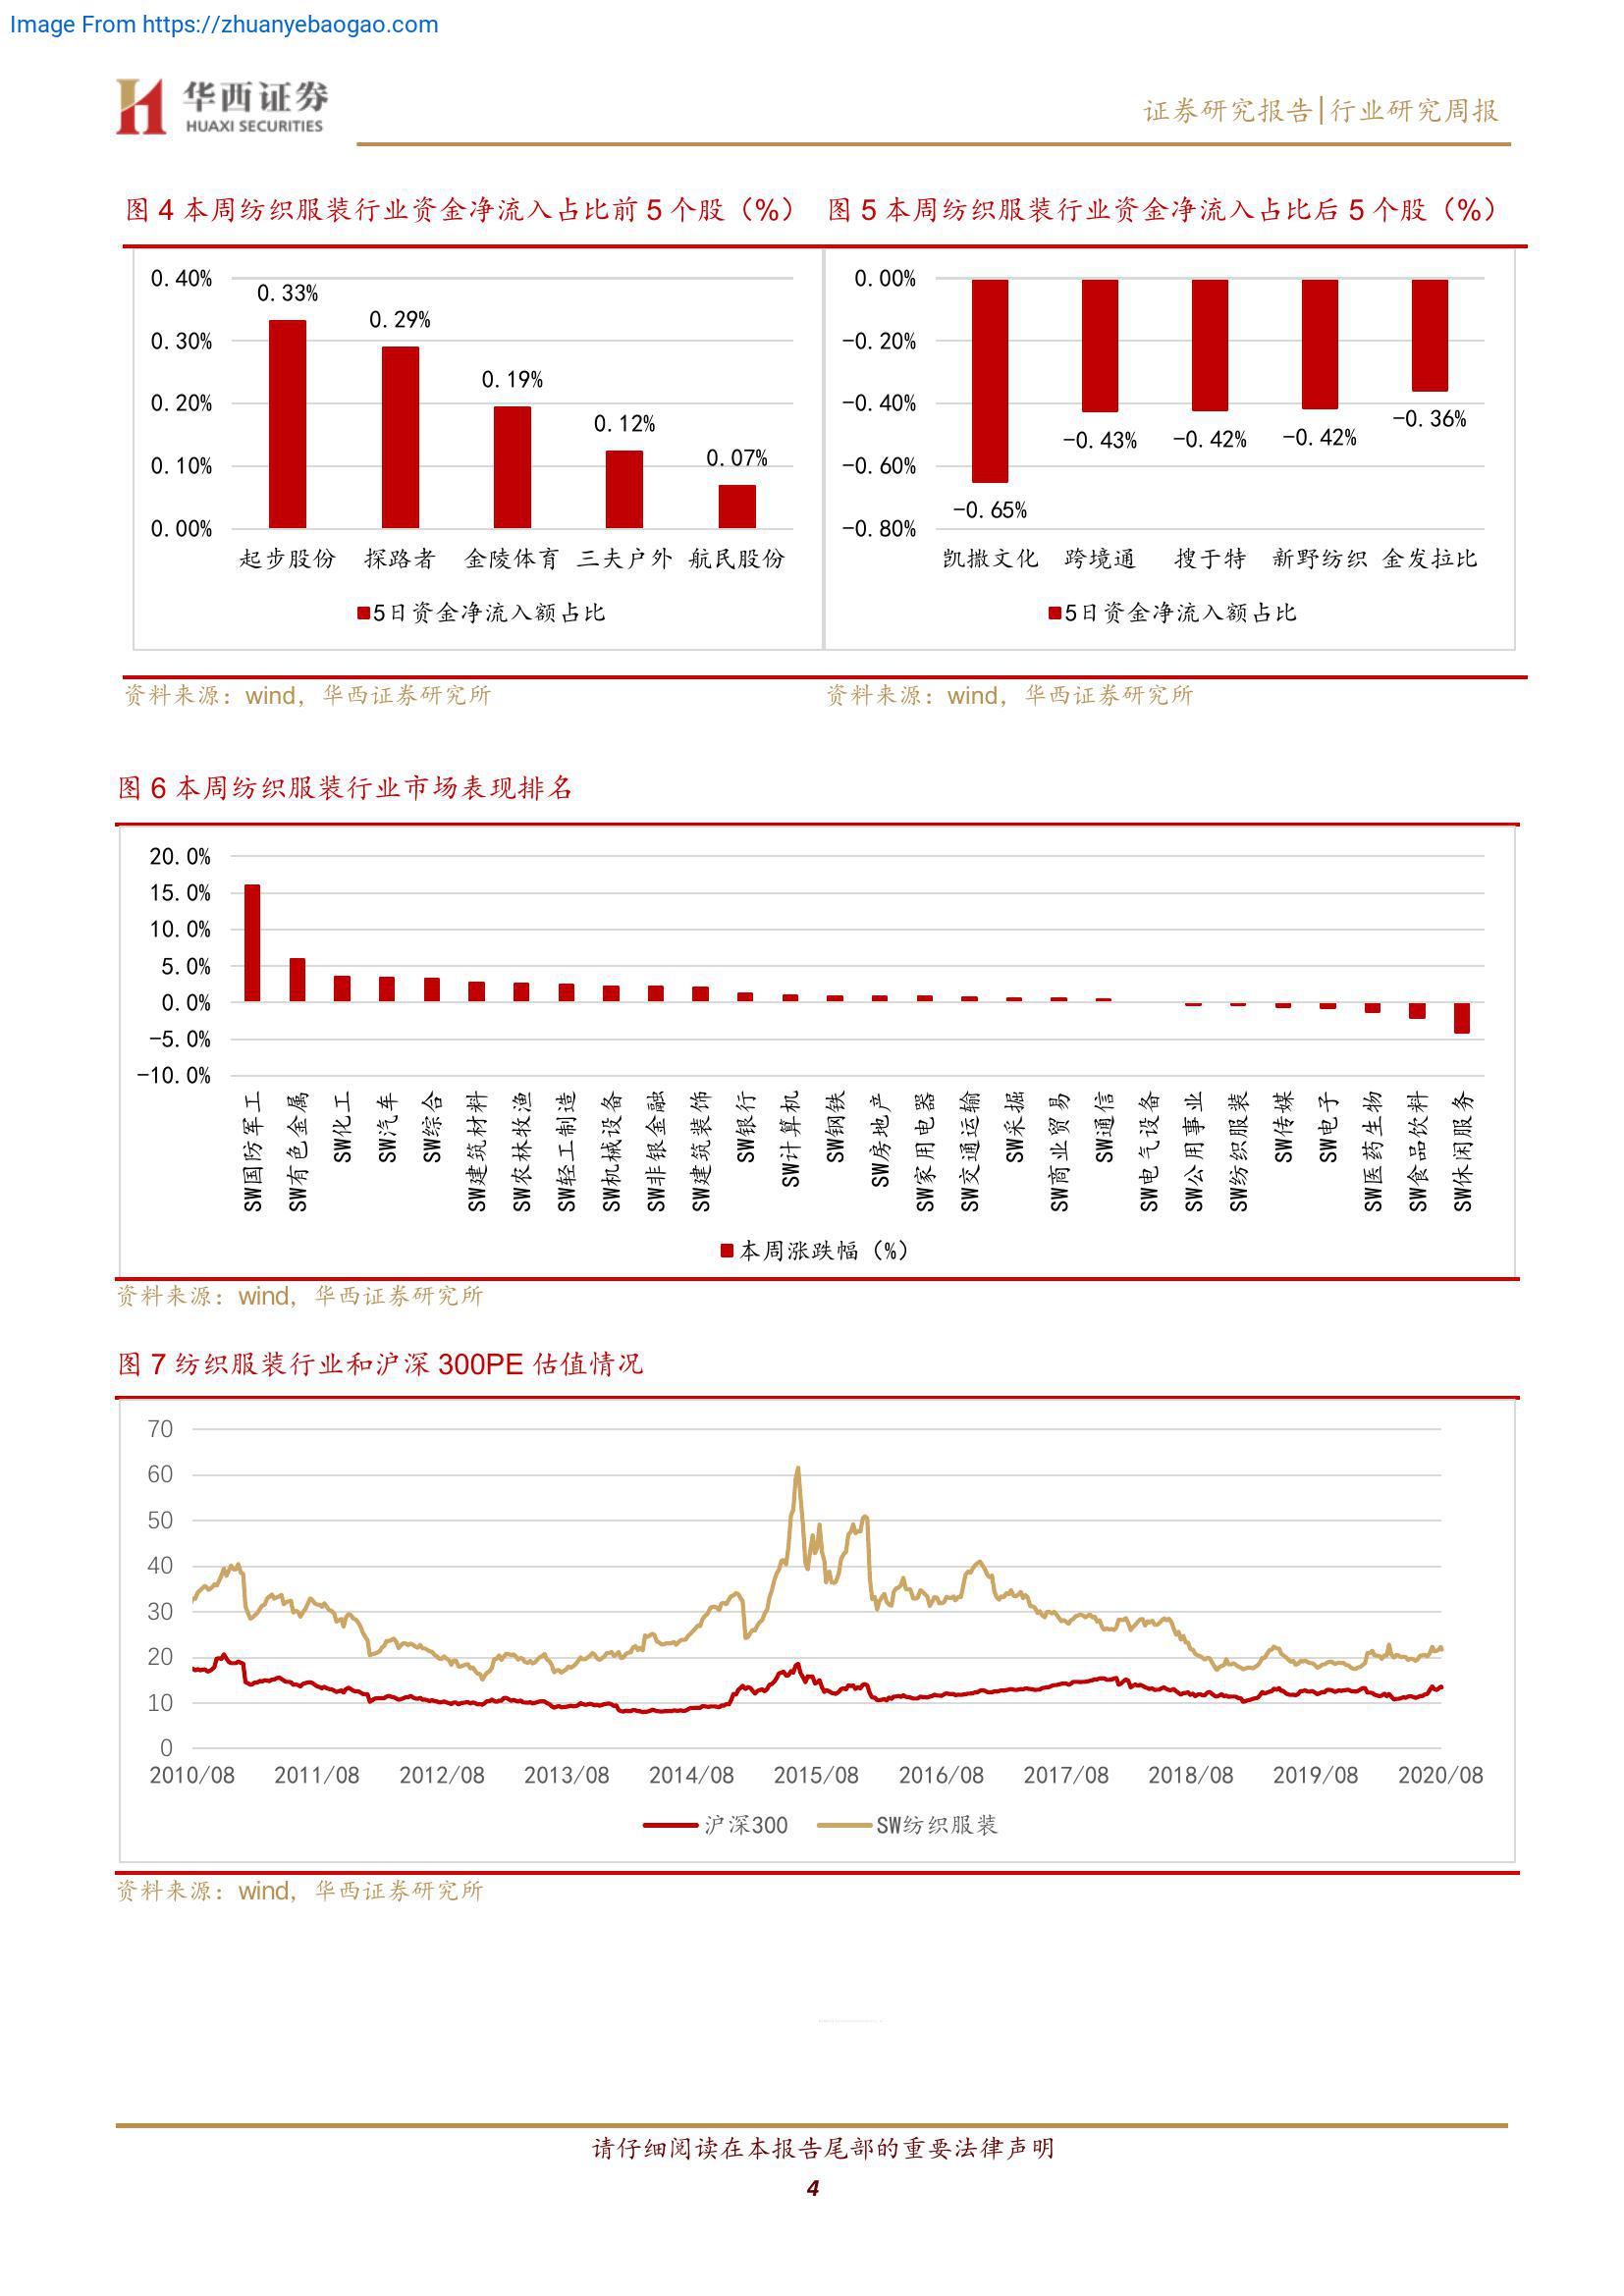 Image From https://zhuanyebaogao.com
华西证券
HUAXI SECURITIES
证券研究报告|行业研究周报
图 4 本周纺织服装行业资金净流入占比前 5 个股（%）
0.40%
0.30%
0.20%
0.10%
0.00%
0.33%
0.29%
0.19%
0.12%
0.07%
起步股份 探路者 金陵体育 三夫户外 航民股份
5日资金净流入额占比
资料来源：wind，华西证券研究所
图 5 本周纺织服装行业资金净流入占比后 5 个股（%）
0.00%
-0.20%
-0.40%
-0.60%
-0.80%
-0.65%
-0.43%
-0.42%
-0.42%
-0.36%
凯撒文化 跨境通 搜于特 新野纺织 金发拉比
5日资金净流入额占比
资料来源：wind，华西证券研究所
图 6 本周纺织服装行业市场表现排名
20.0%
15.0%
10.0%
5.0%
0.0%
-5.0%
-10.0%
SW国防军工
SW有色金属
SW化工
SW汽车
SW综合
SW建筑材料
SW农林牧渔
SW轻工制造
SW机械设备
SW非银金融
SW建筑装饰
SW银行
SW计算机
SW钢铁
SW房地产
SW家用电器
SW交通运输
SW采掘
SW商业贸易
SW通信
SW电气设备
SW公用事业
SW纺织服装
SW传媒
SW电子
SW医药生物
SW食品饮料
SW休闲服务
本周涨跌幅（%）
资料来源：wind，华西证券研究所
图 7 纺织服装行业和沪深 300PE 估值情况
70
60
50
40
30
20
10
0
2010/08 2011/08 2012/08 2013/08 2014/08 2015/08 2016/08 2017/08 2018/08 2019/08 2020/08
沪深300 SW纺织服装
资料来源：wind，华西证券研究所
请仔细阅读在本报告尾部的重要法律声明
4